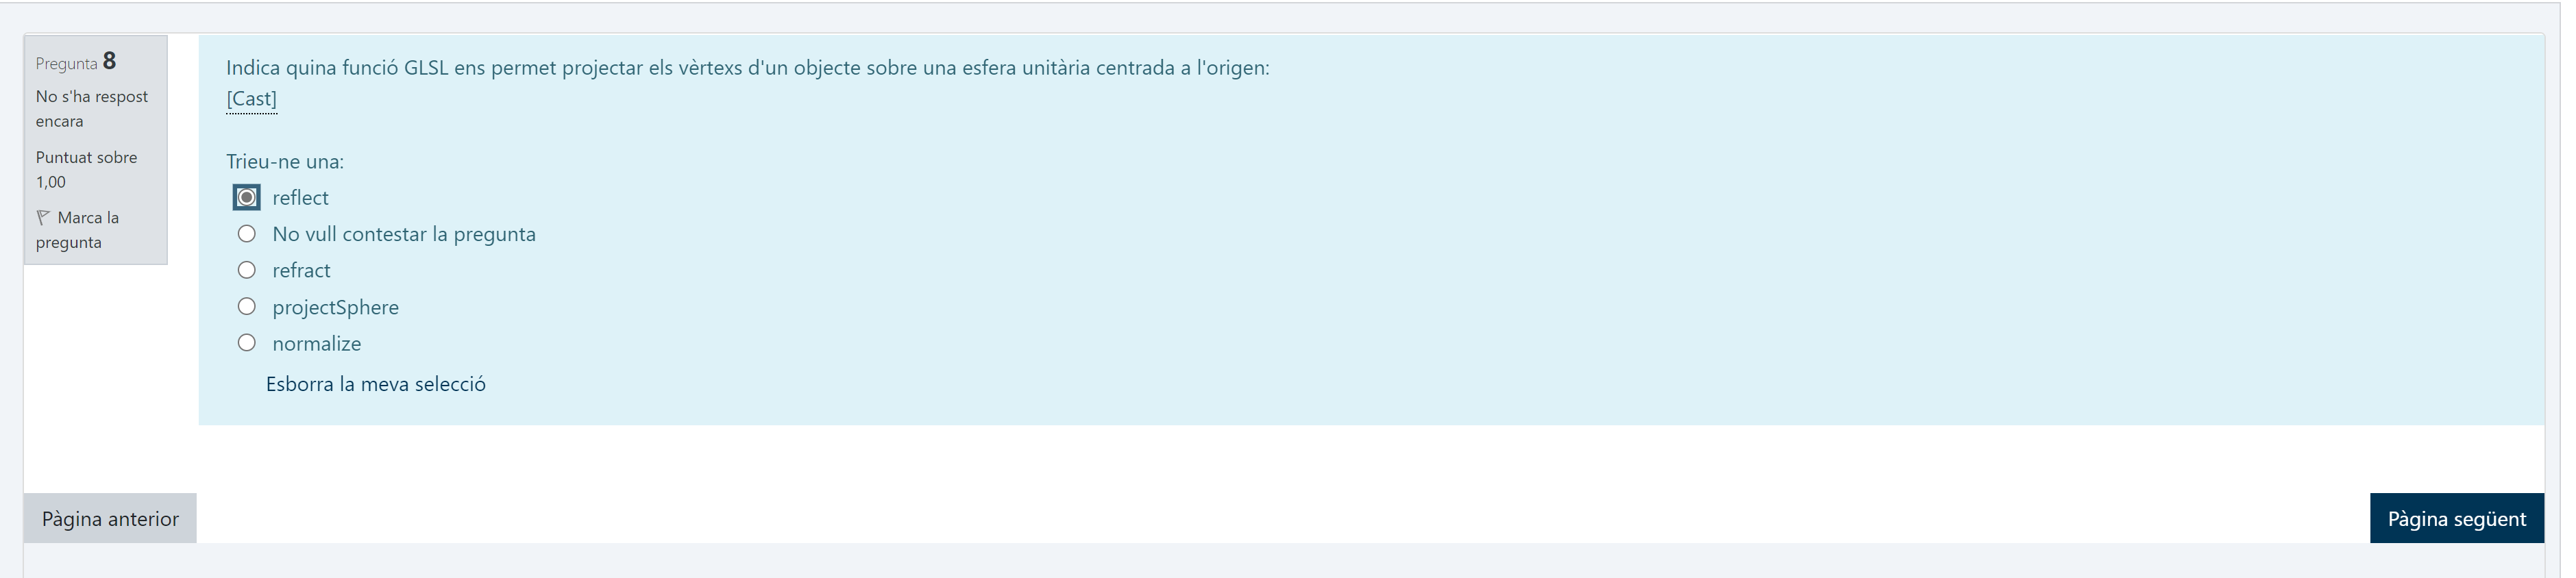 Pregunta 8
No s'ha respost
encara
Puntuat sobre
1,00
Marca la
pregunta
Indica quina funció GLSL ens permet projectar els vèrtexs d'un objecte sobre una esfera unitària centrada a l'origen:
[Cast]
Trieu-ne una:
reflect
No vull contestar la pregunta
refract
projectSphere
normalize
Esborra la meva selecció
Pàgina anterior
Pàgina següent